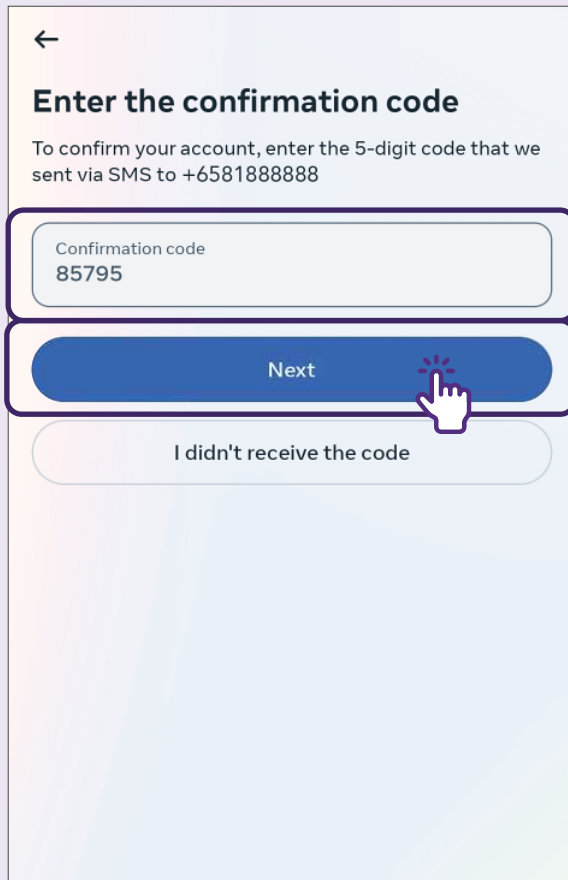 Enter the confirmation code
To confirm your account, enter the 5-digit code that we
sent via SMS to +6581888888
Confirmation code
85795
Next
I didn't receive the code